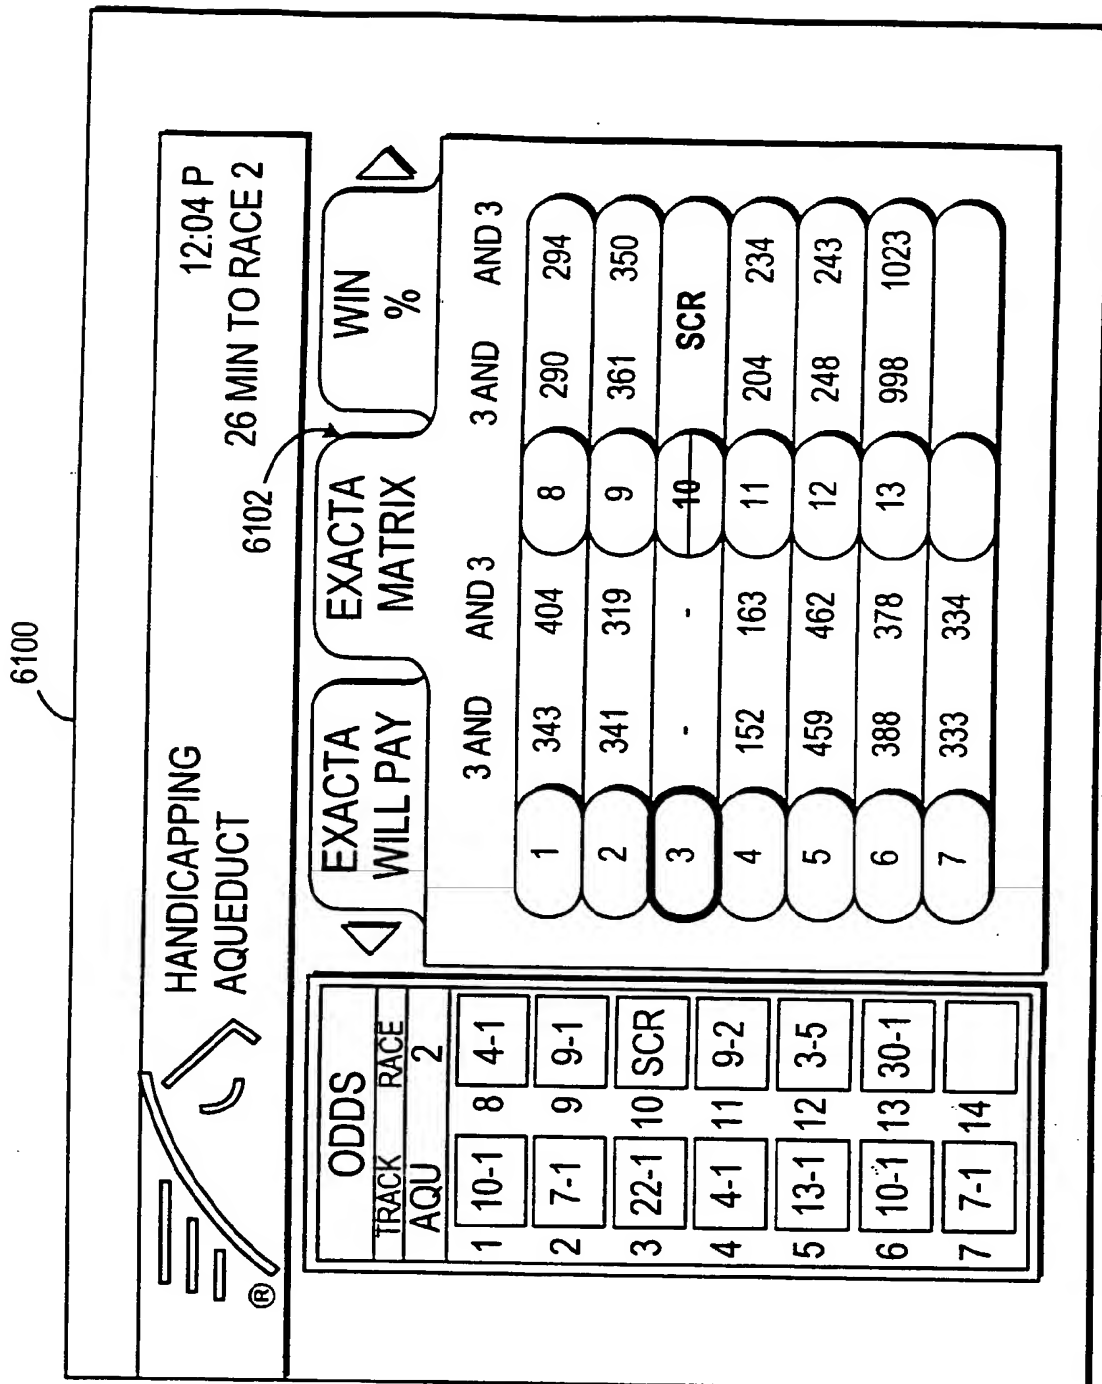 6100
HANDICAPPING
AQUEDUCT
12:04 P
26 MIN TO RACE 2
®
6102
ODDS
TRACK RACE
AQU 2
1 10-1 8 4-1
2 7-1 9 9-1
3 22-1 10 SCR
4 4-1 11 9-2
5 13-1 12 3-5
6 10-1 13 30-1
7 7-1 14
EXACTA
WILL PAY
EXACTA
MATRIX
WIN
%
3 AND AND 3 3 AND AND 3
1 343 404 8 290 294
2 341 319 9 361 350
3 - - 10 SCR
4 152 163 11 204 234
5 459 462 12 248 243
6 388 378 13 998 1023
7 333 334